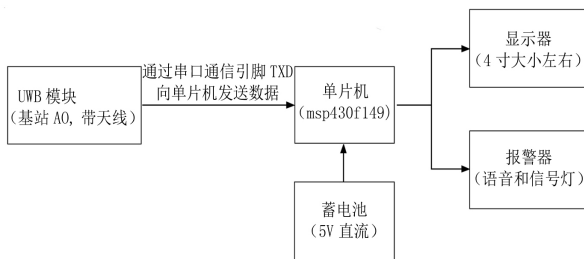 UWB 模块
（基站 AO, 带天线）
通过串口通信引脚 TXD
向单片机发送数据
单片机
（msp430f149）
显示器
（4 寸大小左右）
报警器
（语音和信号灯）
蓄电池
（5V 直流）